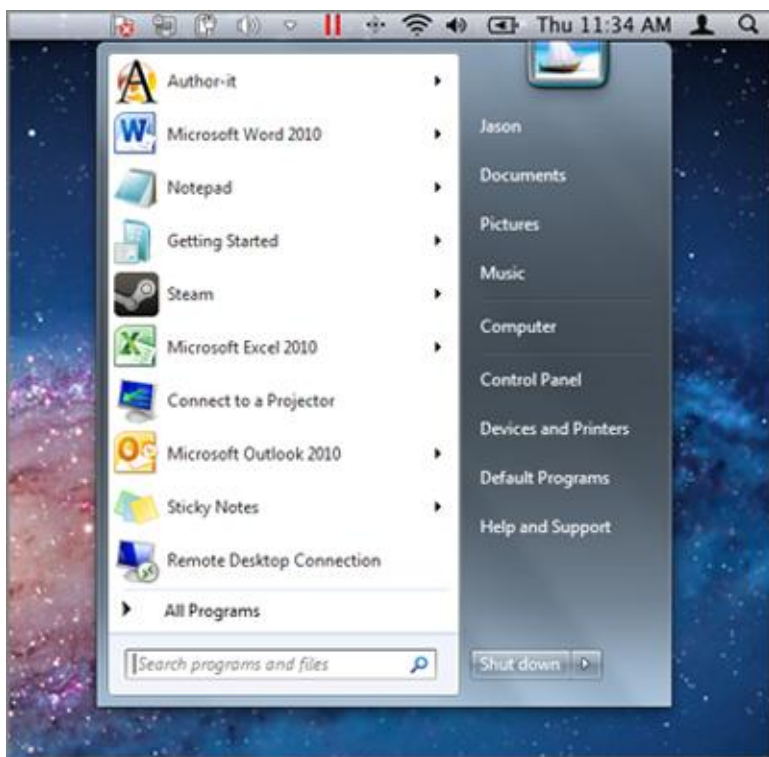 Thu 11:34 AM
Author-it
Microsoft Word 2010
Notepad
Getting Started
Steam
Microsoft Excel 2010
Connect to a Projector
Microsoft Outlook 2010
Sticky Notes
Remote Desktop Connection
All Programs
Search programs and files
Jason
Documents
Pictures
Music
Computer
Control Panel
Devices and Printers
Default Programs
Help and Support
Shut down